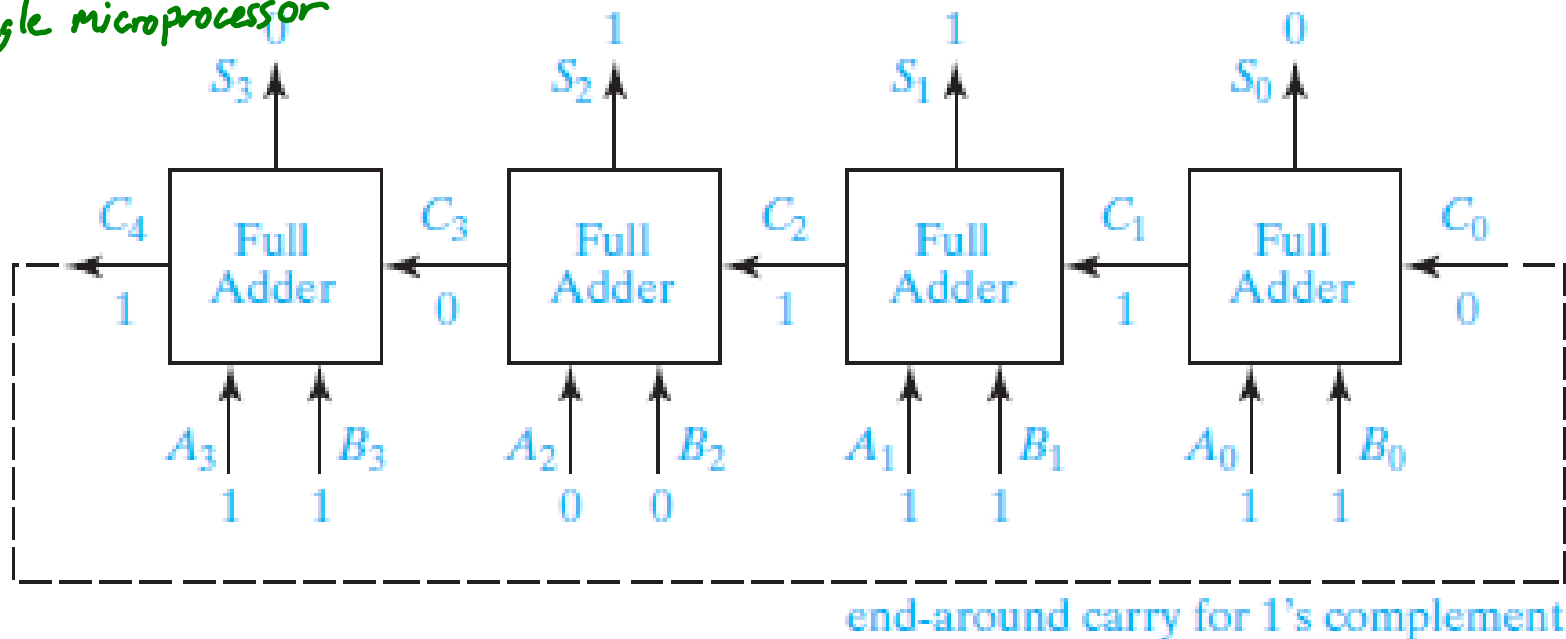 microprocessor
0 1 1 0
S3 S2 S1 S0
C4 Full Adder C3 Full Adder C2 Full Adder C1 Full Adder C0
1 0 1 1 0
A3 B3 A2 B2 A1 B1 A0 B0
1 1 0 0 1 1 1 1
end-around carry for 1's complement